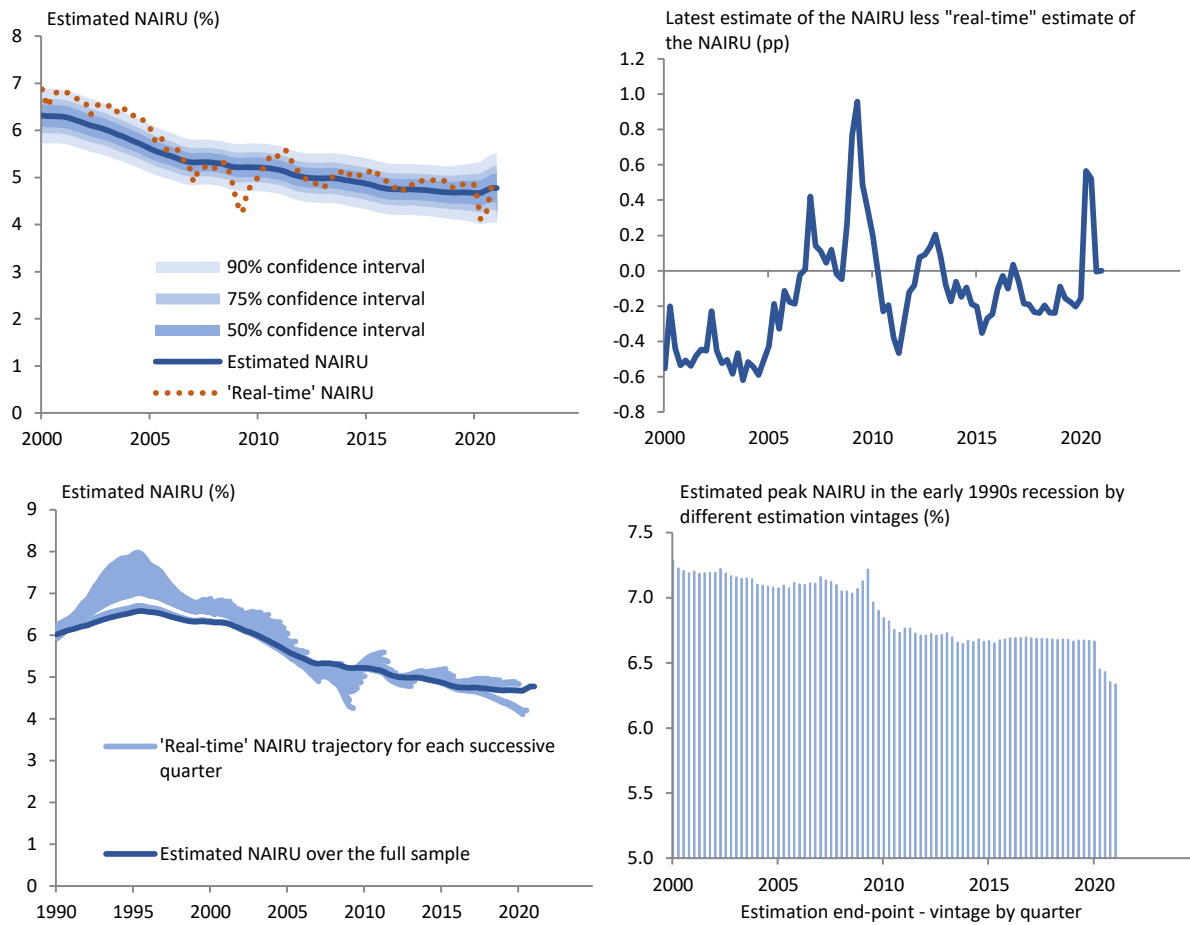 Estimated NAIRU (%)
8
7
6
5
4
3
2
1
0
90% confidence interval
75% confidence interval
50% confidence interval
Estimated NAIRU
'Real-time' NAIRU
2000 2005 2010 2015 2020
Latest estimate of the NAIRU less "real-time" estimate of
the NAIRU (pp)
1.2
1.0
0.8
0.6
0.4
0.2
0.0
-0.2
-0.4
-0.6
-0.8
2000 2005 2010 2015 2020
Estimated NAIRU (%)
9
8
7
6
5
4
3
2
1
0
'Real-time' NAIRU trajectory for each successive
quarter
Estimated NAIRU over the full sample
1990 1995 2000 2005 2010 2015 2020
Estimated peak NAIRU in the early 1990s recession by
different estimation vintages (%)
7.5
7.0
6.5
6.0
5.5
5.0
2000 2005 2010 2015 2020
Estimation end-point - vintage by quarter